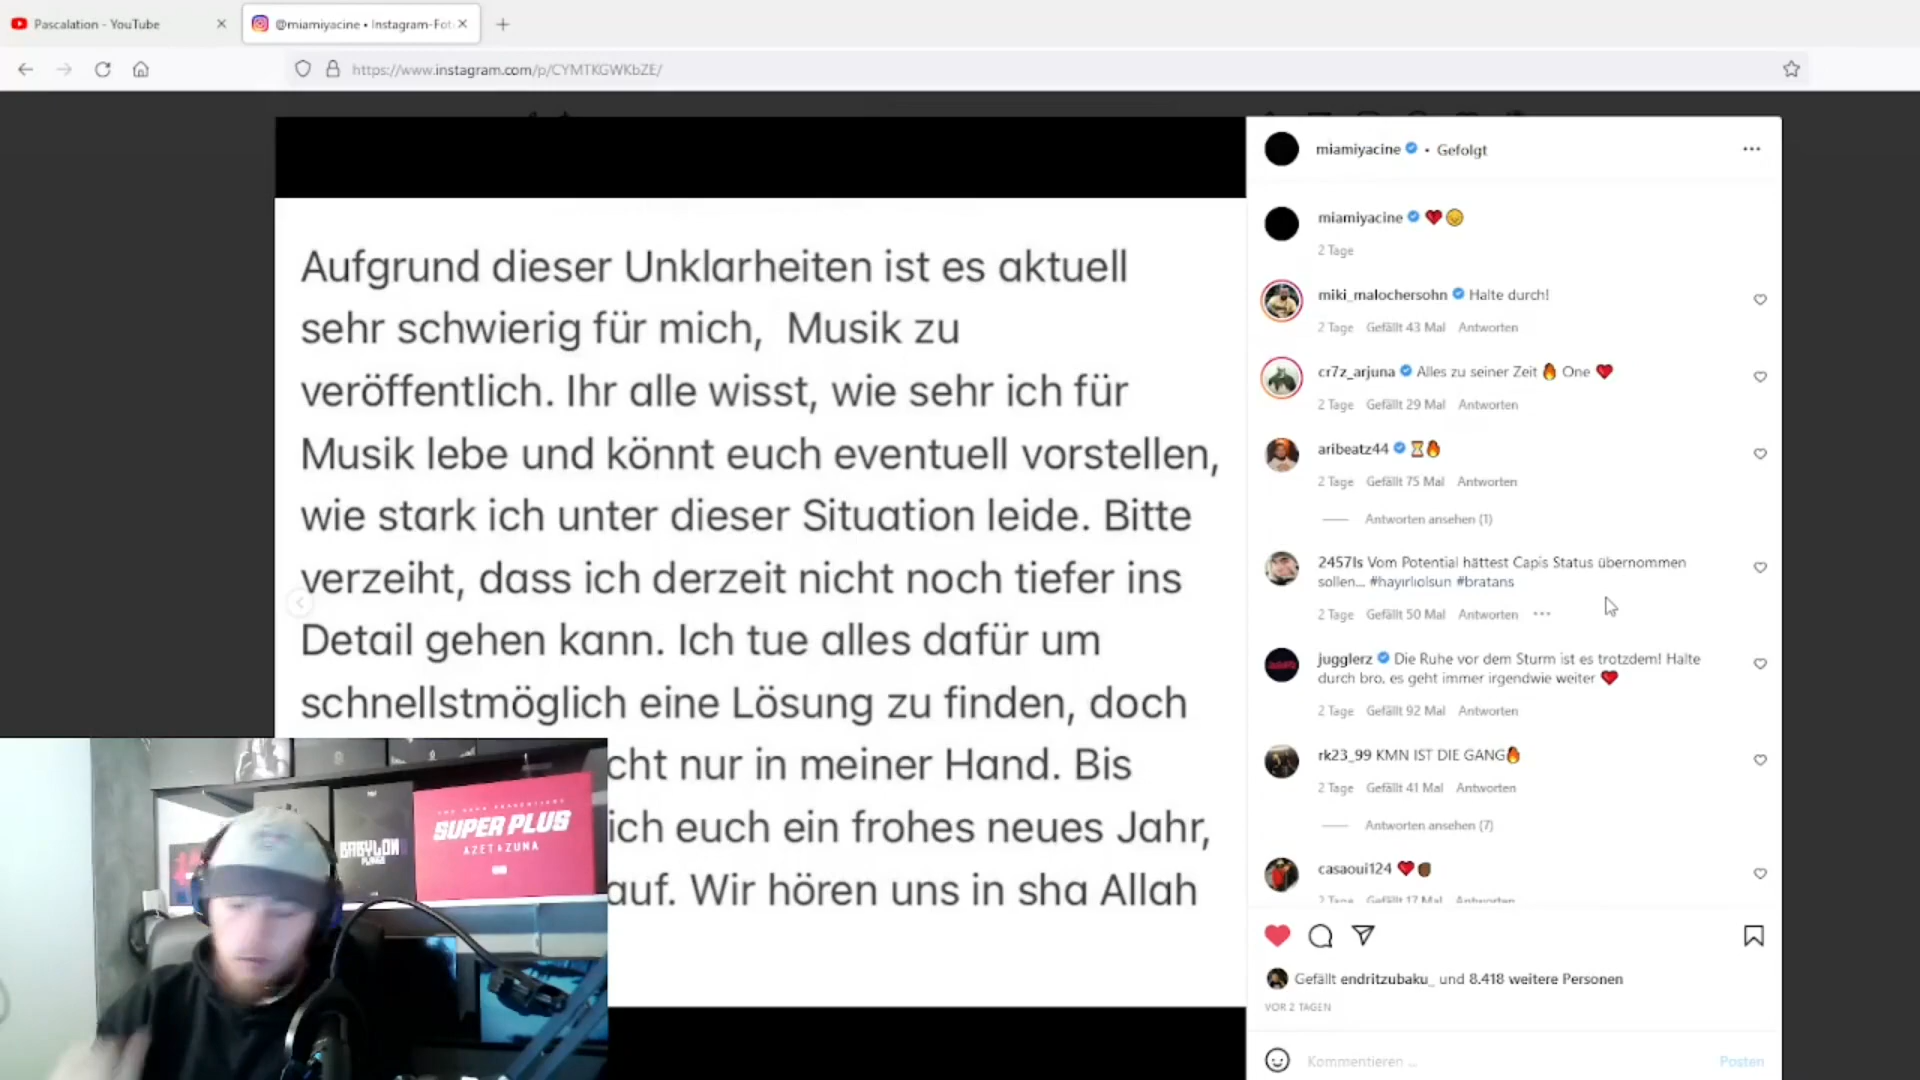 Pascalation - YouTube
@miamiyacine • Instagram-Fot
https://www.instagram.com/p/CYMTKGWKbZE/
Aufgrund dieser Unklarheiten ist es aktuell
sehr schwierig für mich,  Musik zu
veröffentlich. Ihr alle wisst, wie sehr ich für
Musik lebe und könnt euch eventuell vorstellen,
wie stark ich unter dieser Situation leide. Bitte
verzeiht, dass ich derzeit nicht noch tiefer ins
Detail gehen kann. Ich tue alles dafür um
schnellstmöglich eine Lösung zu finden, doch
cht nur in meiner Hand. Bis
ich euch ein frohes neues Jahr,
auf. Wir hören uns in sha Allah
BABYLON
SUPER PLUS
AZET & ZUNA
miamiyacine • Gefolgt
miamiyacine ❤️
2 Tage
miki_malochersohn Halte durch!
2 Tage Gefällt 43 Mal Antworten
cr7z_arjuna Alles zu seiner Zeit 🔥 One ❤️
2 Tage Gefällt 29 Mal Antworten
aribeatz44 ⏳🔥
2 Tage Gefällt 75 Mal Antworten
Antworten ansehen (1)
2457ls Vom Potential hättest Capis Status übernommen
sollen... #hayırlıolsun #bratans
2 Tage Gefällt 50 Mal Antworten
jugglerz Die Ruhe vor dem Sturm ist es trotzdem! Halte
durch bro, es geht immer irgendwie weiter ❤️
2 Tage Gefällt 92 Mal Antworten
rk23_99 KMN IST DIE GANG🔥
2 Tage Gefällt 41 Mal Antworten
Antworten ansehen (7)
casaoui124 ❤️
2 Tage Gefällt 17 Mal Antworten
Gefällt endritzubaku_ und 8.418 weitere Personen
VOR 2 TAGEN
Kommentieren ...
Posten